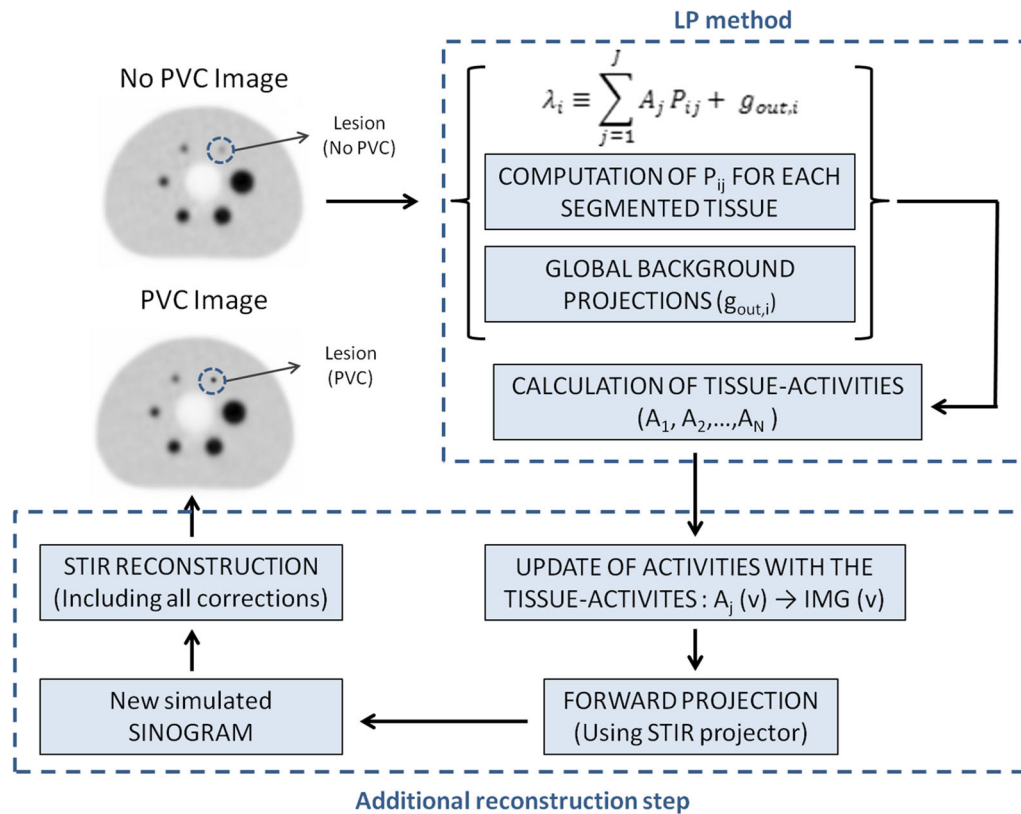 LP method
No PVC Image
Lesion
(No PVC)
λᵢ ≡ ∑ⱼ₌₁ᴶ Aⱼ Pᵢⱼ + g_out,i
COMPUTATION OF Pij FOR EACH
SEGMENTED TISSUE
GLOBAL BACKGROUND
PROJECTIONS (gout,i)
PVC Image
Lesion
(PVC)
CALCULATION OF TISSUE-ACTIVITIES
(A1, A2,...,AN )
UPDATE OF ACTIVITIES WITH THE
TISSUE-ACTIVITES : Aj (v) → IMG (v)
FORWARD PROJECTION
(Using STIR projector)
New simulated
SINOGRAM
STIR RECONSTRUCTION
(Including all corrections)
Additional reconstruction step